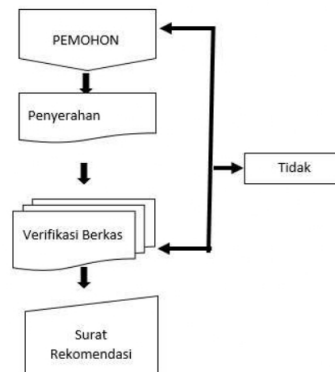 PEMOHON
Penyerahan
Tidak
Verifikasi Berkas
Surat
Rekomendasi